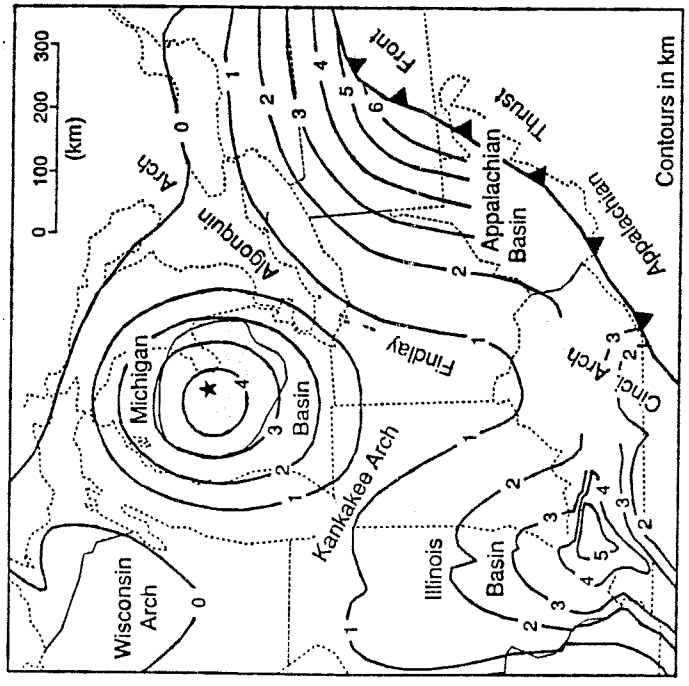 0 100 200 300
(km)
Wisconsin
Arch
0
0
Algonquin Arch
1
2
3
4
5
6
Michigan
Basin
4
3
2
1
Findlay
Kankakee Arch
1
1
1
Appalachian
Basin
2
Illinois
Basin
2
3
4
5
4
3
2
3
2
Cinci Arch
2
3
Appalachian Thrust Front
Contours in km